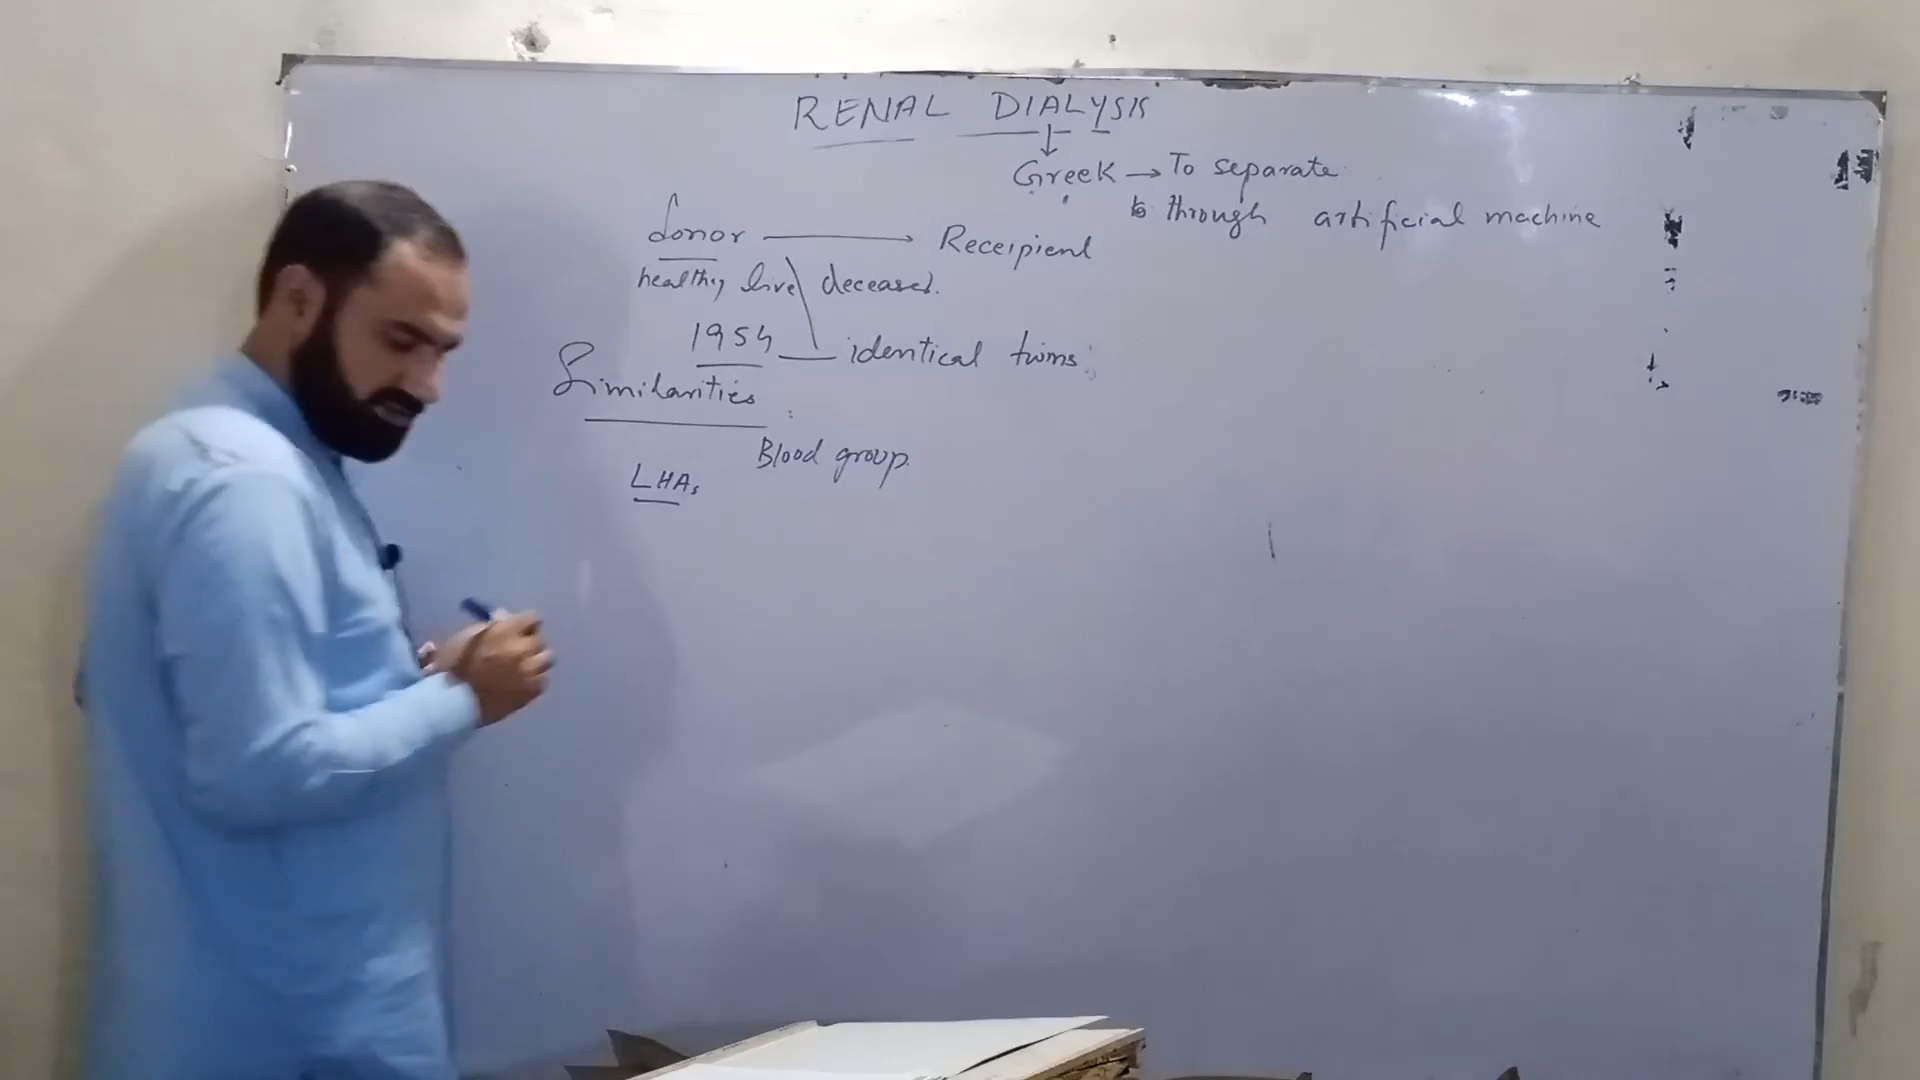 RENAL DIALYSIS
Greek → To separate
through artificial machine
donor → Receipient
healthy live \ deceased.
1954 — identical twins
Similarities
Blood group.
LHAs